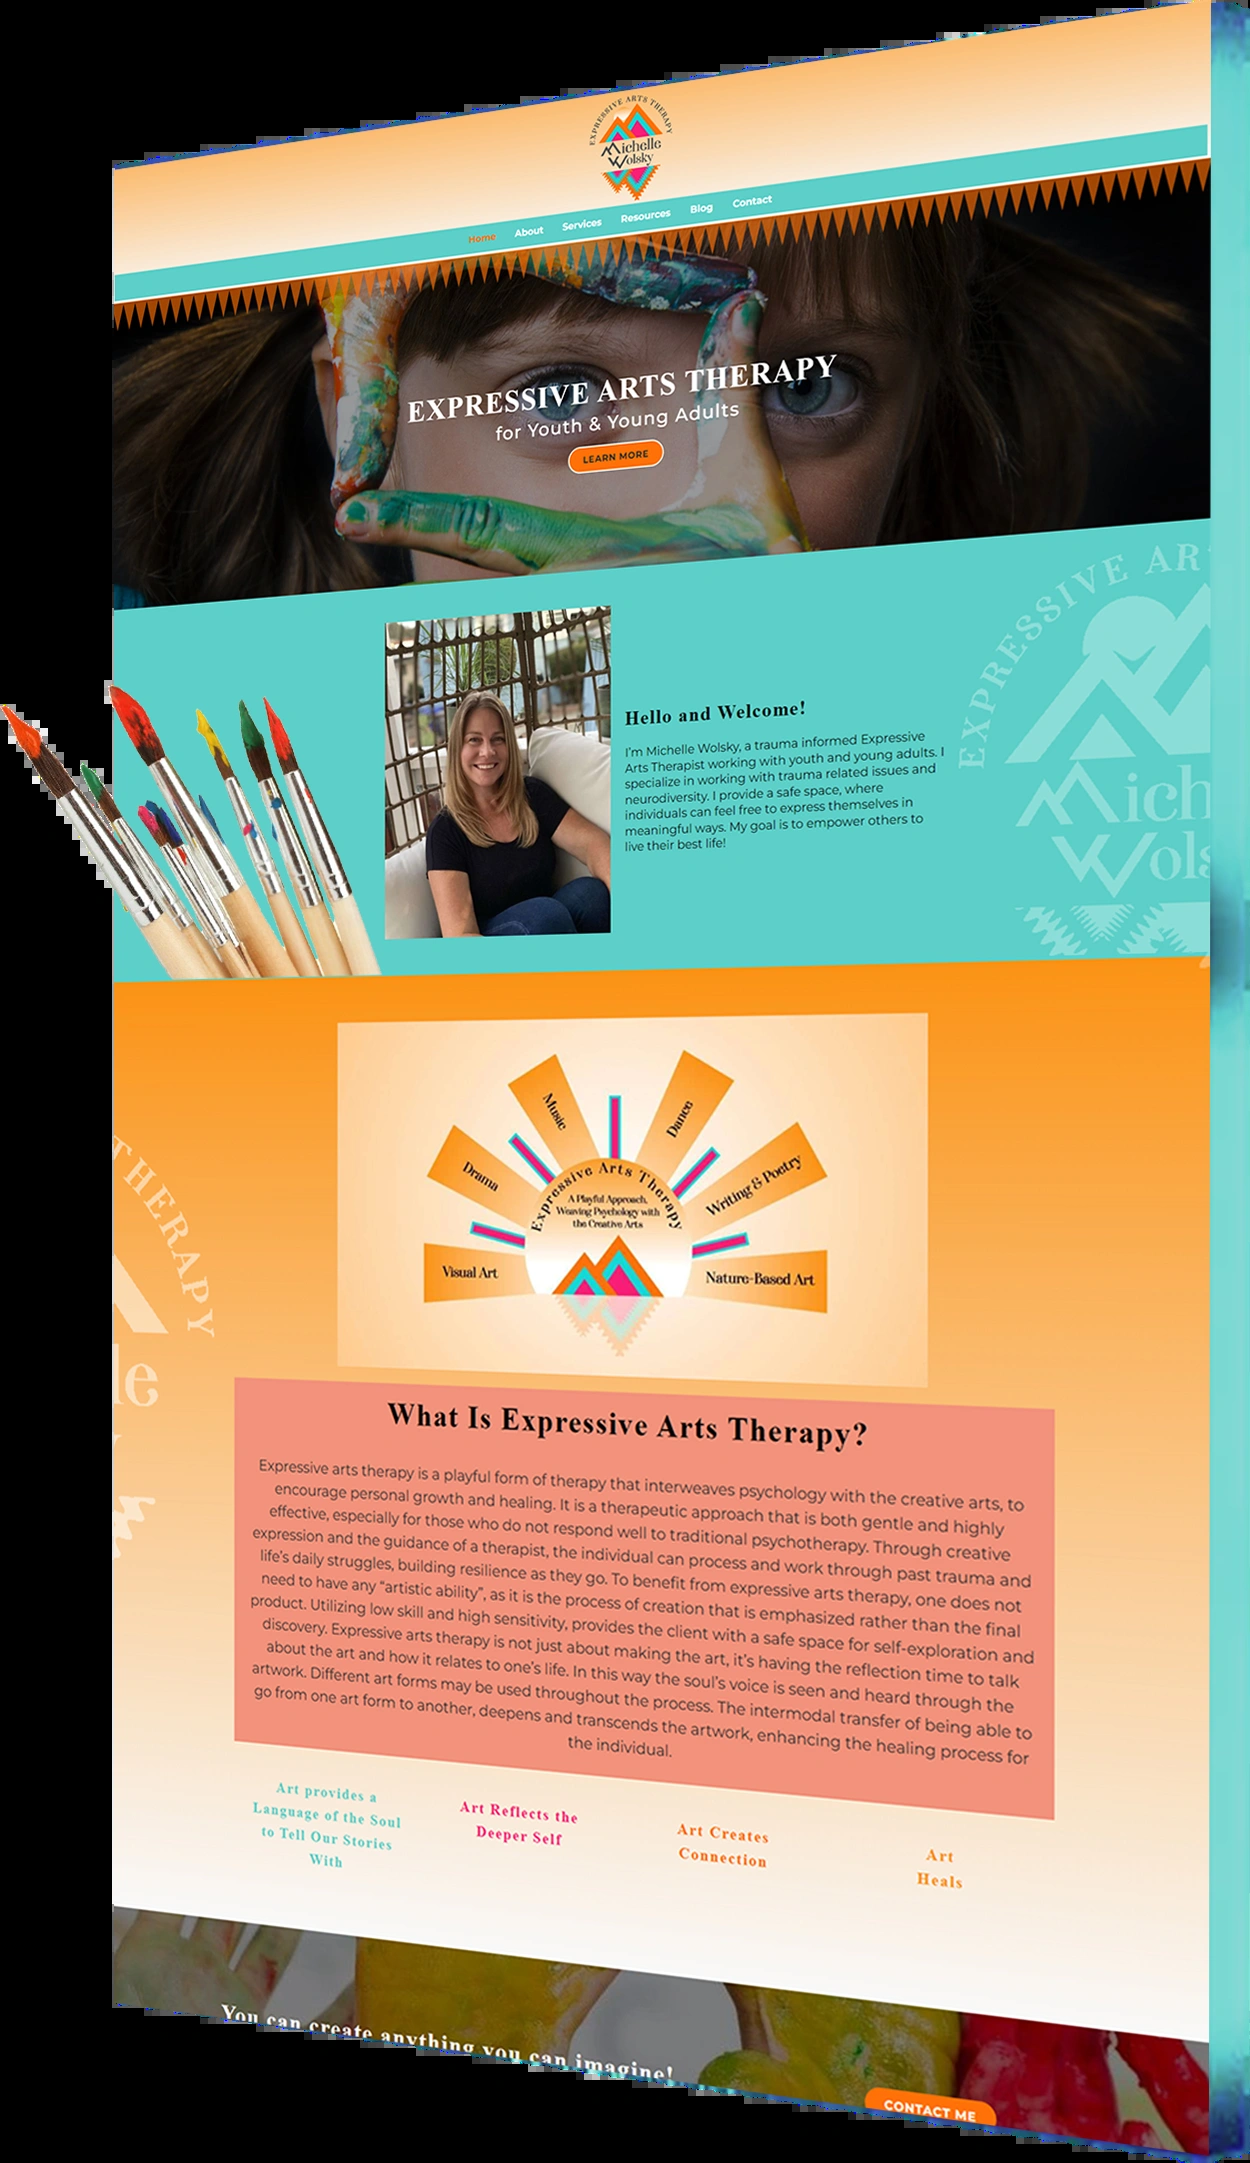 EXPRESSIVE ARTS THERAPY
Michelle
Wolsky
Home About Services Resources Blog Contact
EXPRESSIVE ARTS THERAPY
for Youth & Young Adults
LEARN MORE
EXPRESSIVE AR
Mich
Wols
Hello and Welcome!
I'm Michelle Wolsky, a trauma informed Expressive
Arts Therapist working with youth and young adults. I
specialize in working with trauma related issues and
neurodiversity. I provide a safe space, where
individuals can feel free to express themselves in
meaningful ways. My goal is to empower others to
live their best life!
Visual Art
Drama
Music
Dance
Writing & Poetry
Nature-Based Art
Expressive Arts Therapy
A Playful Approach,
Weaving Psychology with
the Creative Arts
THERAPY
le
What Is Expressive Arts Therapy?
Expressive arts therapy is a playful form of therapy that interweaves psychology with the creative arts, to
encourage personal growth and healing. It is a therapeutic approach that is both gentle and highly
effective, especially for those who do not respond well to traditional psychotherapy. Through creative
expression and the guidance of a therapist, the individual can process and work through past trauma and
life's daily struggles, building resilience as they go. To benefit from expressive arts therapy, one does not
need to have any "artistic ability", as it is the process of creation that is emphasized rather than the final
product. Utilizing low skill and high sensitivity, provides the client with a safe space for self-exploration and
discovery. Expressive arts therapy is not just about making the art, it's having the reflection time to talk
about the art and how it relates to one's life. In this way the soul's voice is seen and heard through the
artwork. Different art forms may be used throughout the process. The intermodal transfer of being able to
go from one art form to another, deepens and transcends the artwork, enhancing the healing process for
the individual.
Art provides a
Language of the Soul
to Tell Our Stories
With
Art Reflects the
Deeper Self
Art Creates
Connection
Art
Heals
You can create anything you can imagine!
CONTACT ME